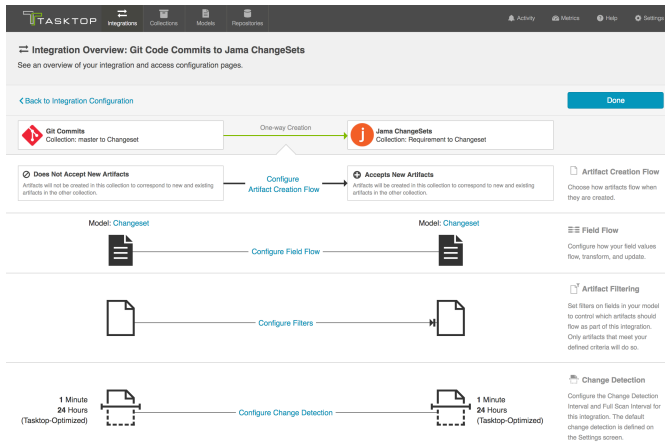 TASKTOP
Integrations
Collections
Models
Repositories
Activity
Metrics
Help
Settings
Integration Overview: Git Code Commits to Jama ChangeSets
See an overview of your integration and access configuration pages.
Back to Integration Configuration
Done
Git Commits
Collection: master to Changeset
One-way Creation
Jama ChangeSets
Collection: Requirement to Changeset
Does Not Accept New Artifacts
Artifacts will not be created in this collection to correspond to new and existing
artifacts in the other collection.
Configure
Artifact Creation Flow
Accepts New Artifacts
Artifacts will be created in this collection to correspond to new and existing
artifacts in the other collection.
Artifact Creation Flow
Choose how artifacts flow when
they are created.
Model: Changeset
Configure Field Flow
Model: Changeset
Field Flow
Configure how your field values
flow, transform, and update.
Configure Filters
Artifact Filtering
Set filters on fields in your model
to control which artifacts should
flow as part of this integration.
Only artifacts that meet your
defined criteria will do so.
1 Minute
24 Hours
(Tasktop-Optimized)
Configure Change Detection
1 Minute
24 Hours
(Tasktop-Optimized)
Change Detection
Configure the Change Detection
Interval and Full Scan Interval for
this integration. The default
change detection is defined on
the Settings screen.